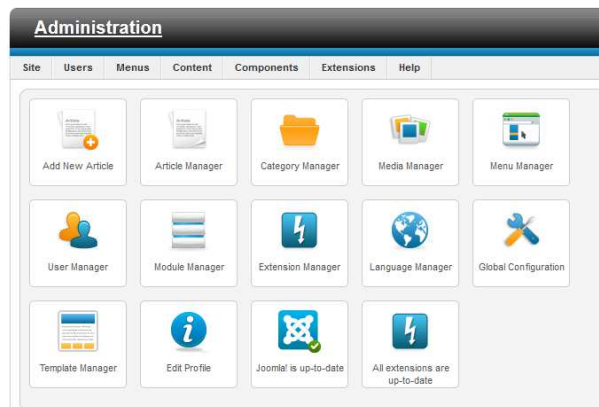 Administration
Site Users Menus Content Components Extensions Help
Add New Article Article Manager Category Manager Media Manager Menu Manager
User Manager Module Manager Extension Manager Language Manager Global Configuration
Template Manager Edit Profile Joomla! is up-to-date All extensions are
up-to-date